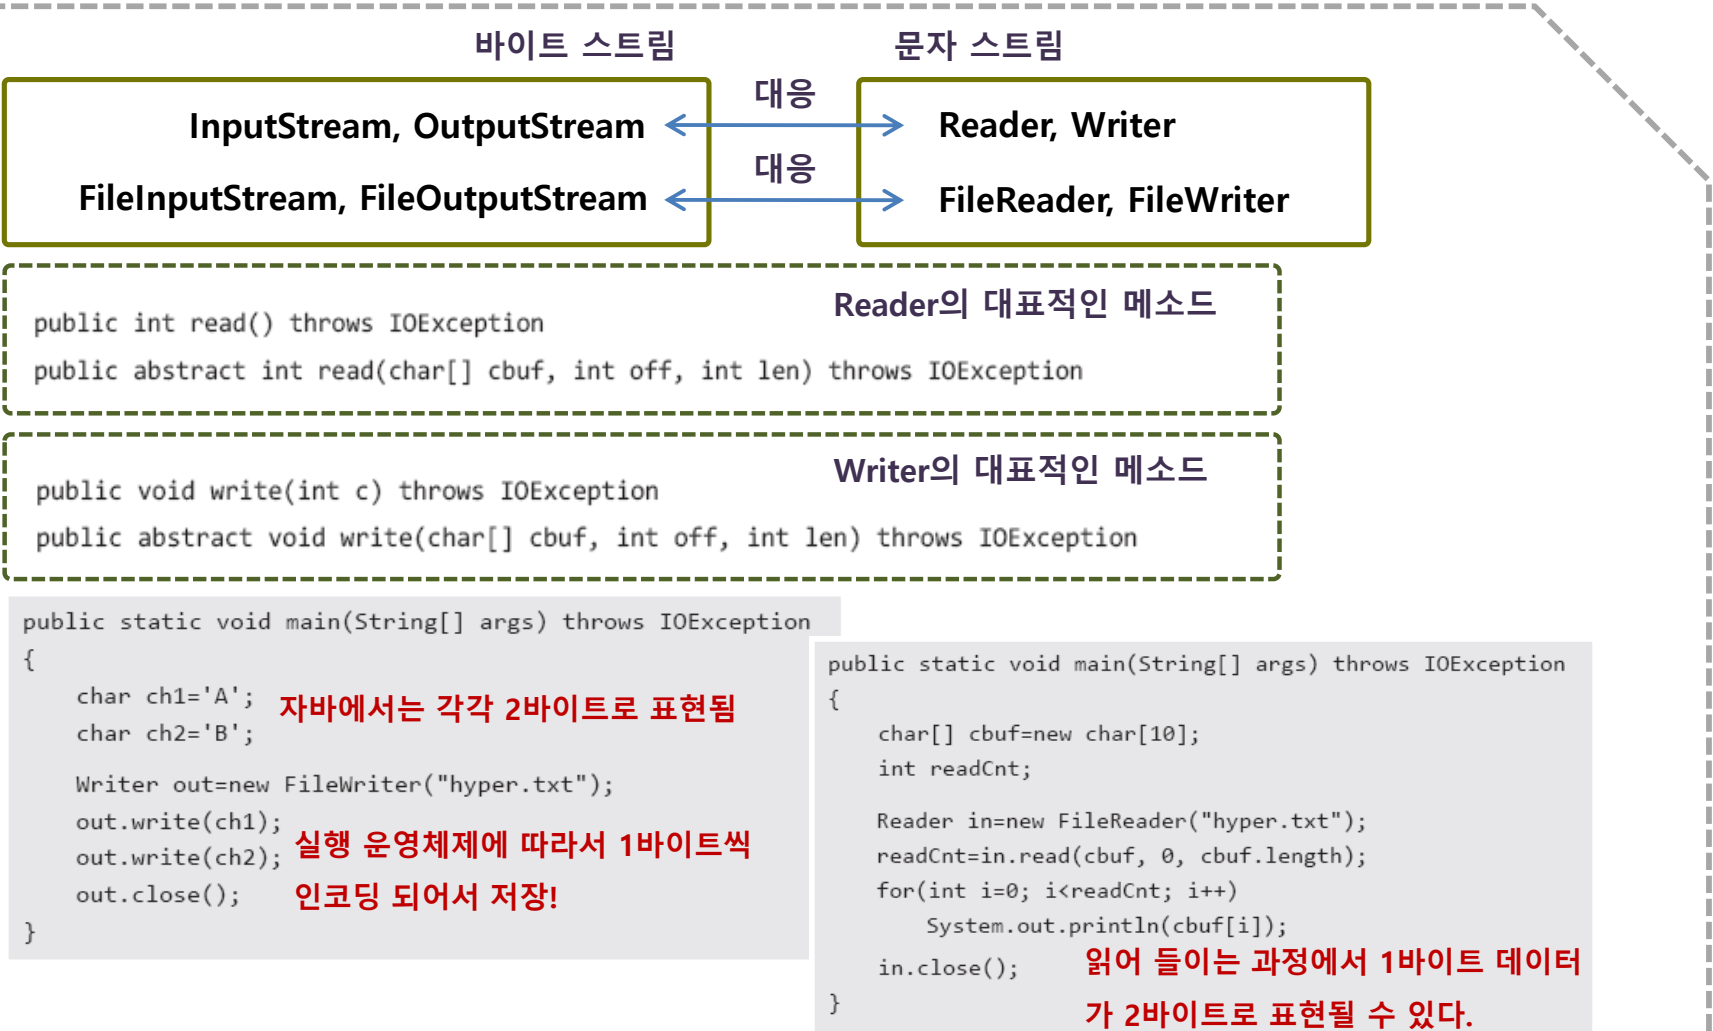 바이트 스트림
문자 스트림
대응
InputStream, OutputStream
Reader, Writer
대응
FileInputStream, FileOutputStream
FileReader, FileWriter
Reader의 대표적인 메소드
public int read() throws IOException
public abstract int read(char[] cbuf, int off, int len) throws IOException
Writer의 대표적인 메소드
public void write(int c) throws IOException
public abstract void write(char[] cbuf, int off, int len) throws IOException
public static void main(String[] args) throws IOException
{
char ch1='A';
자바에서는 각각 2바이트로 표현됨
char ch2='B';
Writer out=new FileWriter("hyper.txt");
out.write(ch1);
out.write(ch2);
실행 운영체제에 따라서 1바이트씩
인코딩 되어서 저장!
out.close();
}
public static void main(String[] args) throws IOException
{
char[] cbuf=new char[10];
int readCnt;
Reader in=new FileReader("hyper.txt");
readCnt=in.read(cbuf, 0, cbuf.length);
for(int i=0; i<readCnt; i++)
System.out.println(cbuf[i]);
in.close();
읽어 들이는 과정에서 1바이트 데이터
가 2바이트로 표현될 수 있다.
}